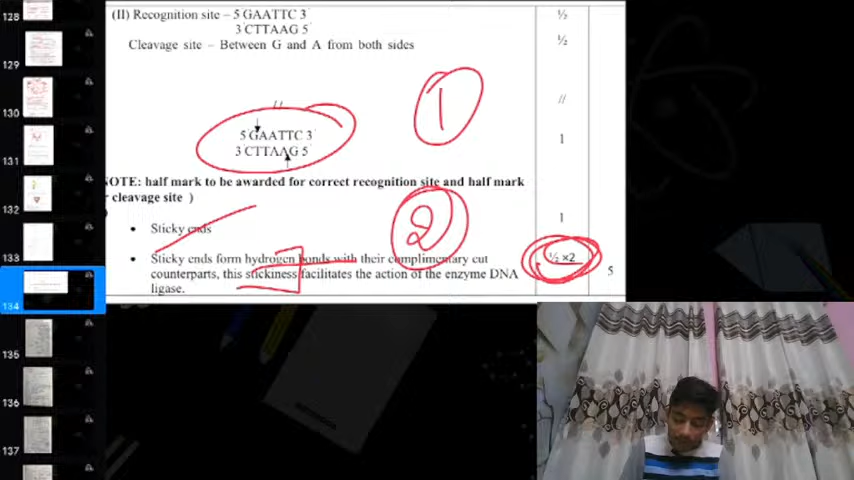 128
129
130
131
132
133
134
135
136
137
(II) Recognition site – 5 GAATTC 3 ½
3 CTTAAG 5
Cleavage site – Between G and A from both sides ½
// //
1
5 GAATTC 3 1
3 CTTAAG 5
NOTE: half mark to be awarded for correct recognition site and half mark
cleavage site )
)
2
• Sticky ends 1
• Sticky ends form hydrogen bonds with their complimentary cut ½ ×2
counterparts, this stickiness facilitates the action of the enzyme DNA 5
ligase.